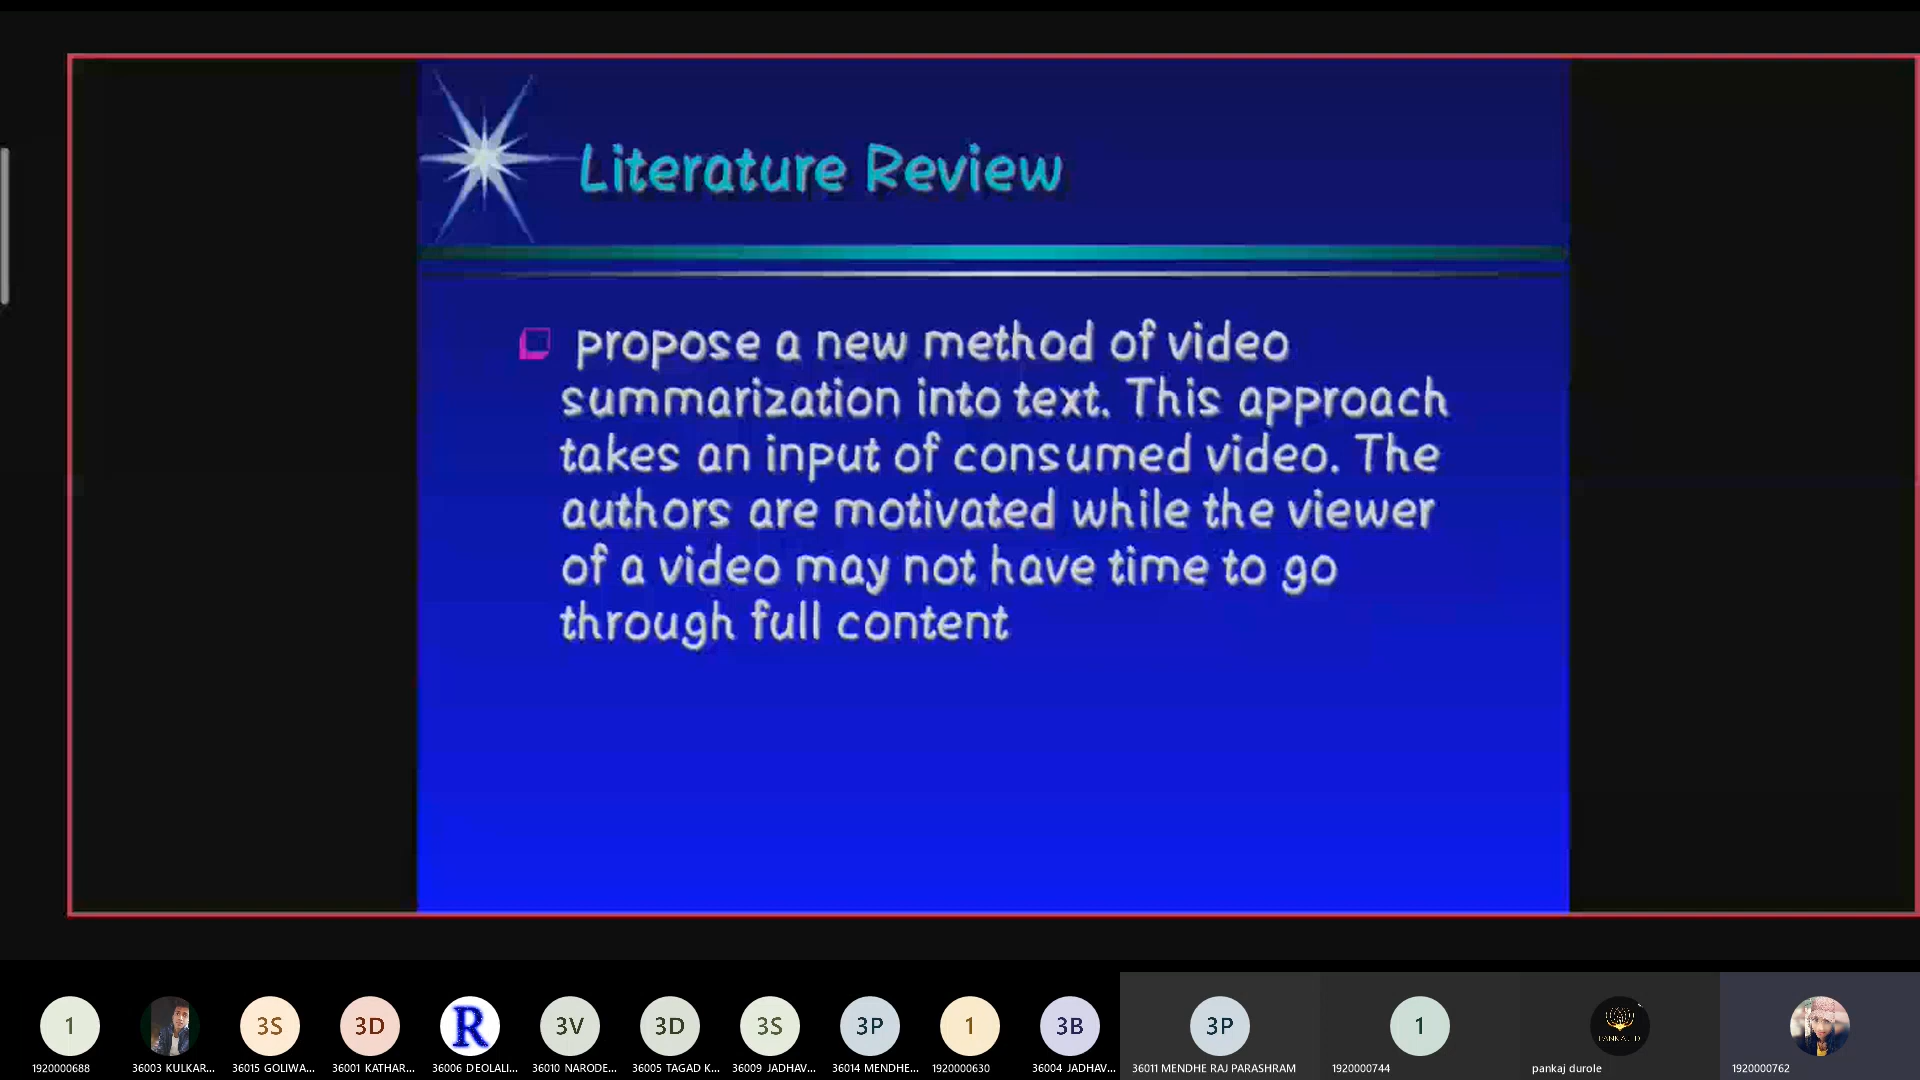 Literature Review
propose a new method of video
summarization into text. This approach
takes an input of consumed video. The
authors are motivated while the viewer
of a video may not have time to go
through full content
1 3S 3D R 3V 3D 3S 3P 1 3B 3P 1 PANKAJ D
1920000688 36003 KULKAR... 36015 GOLIWA... 36001 KATHAR... 36006 DEOLALI... 36010 NARODE... 36005 TAGAD K... 36009 JADHAV... 36014 MENDHE... 1920000630 36004 JADHAV... 36011 MENDHE RAJ PARASHRAM 1920000744 pankaj durole 1920000762